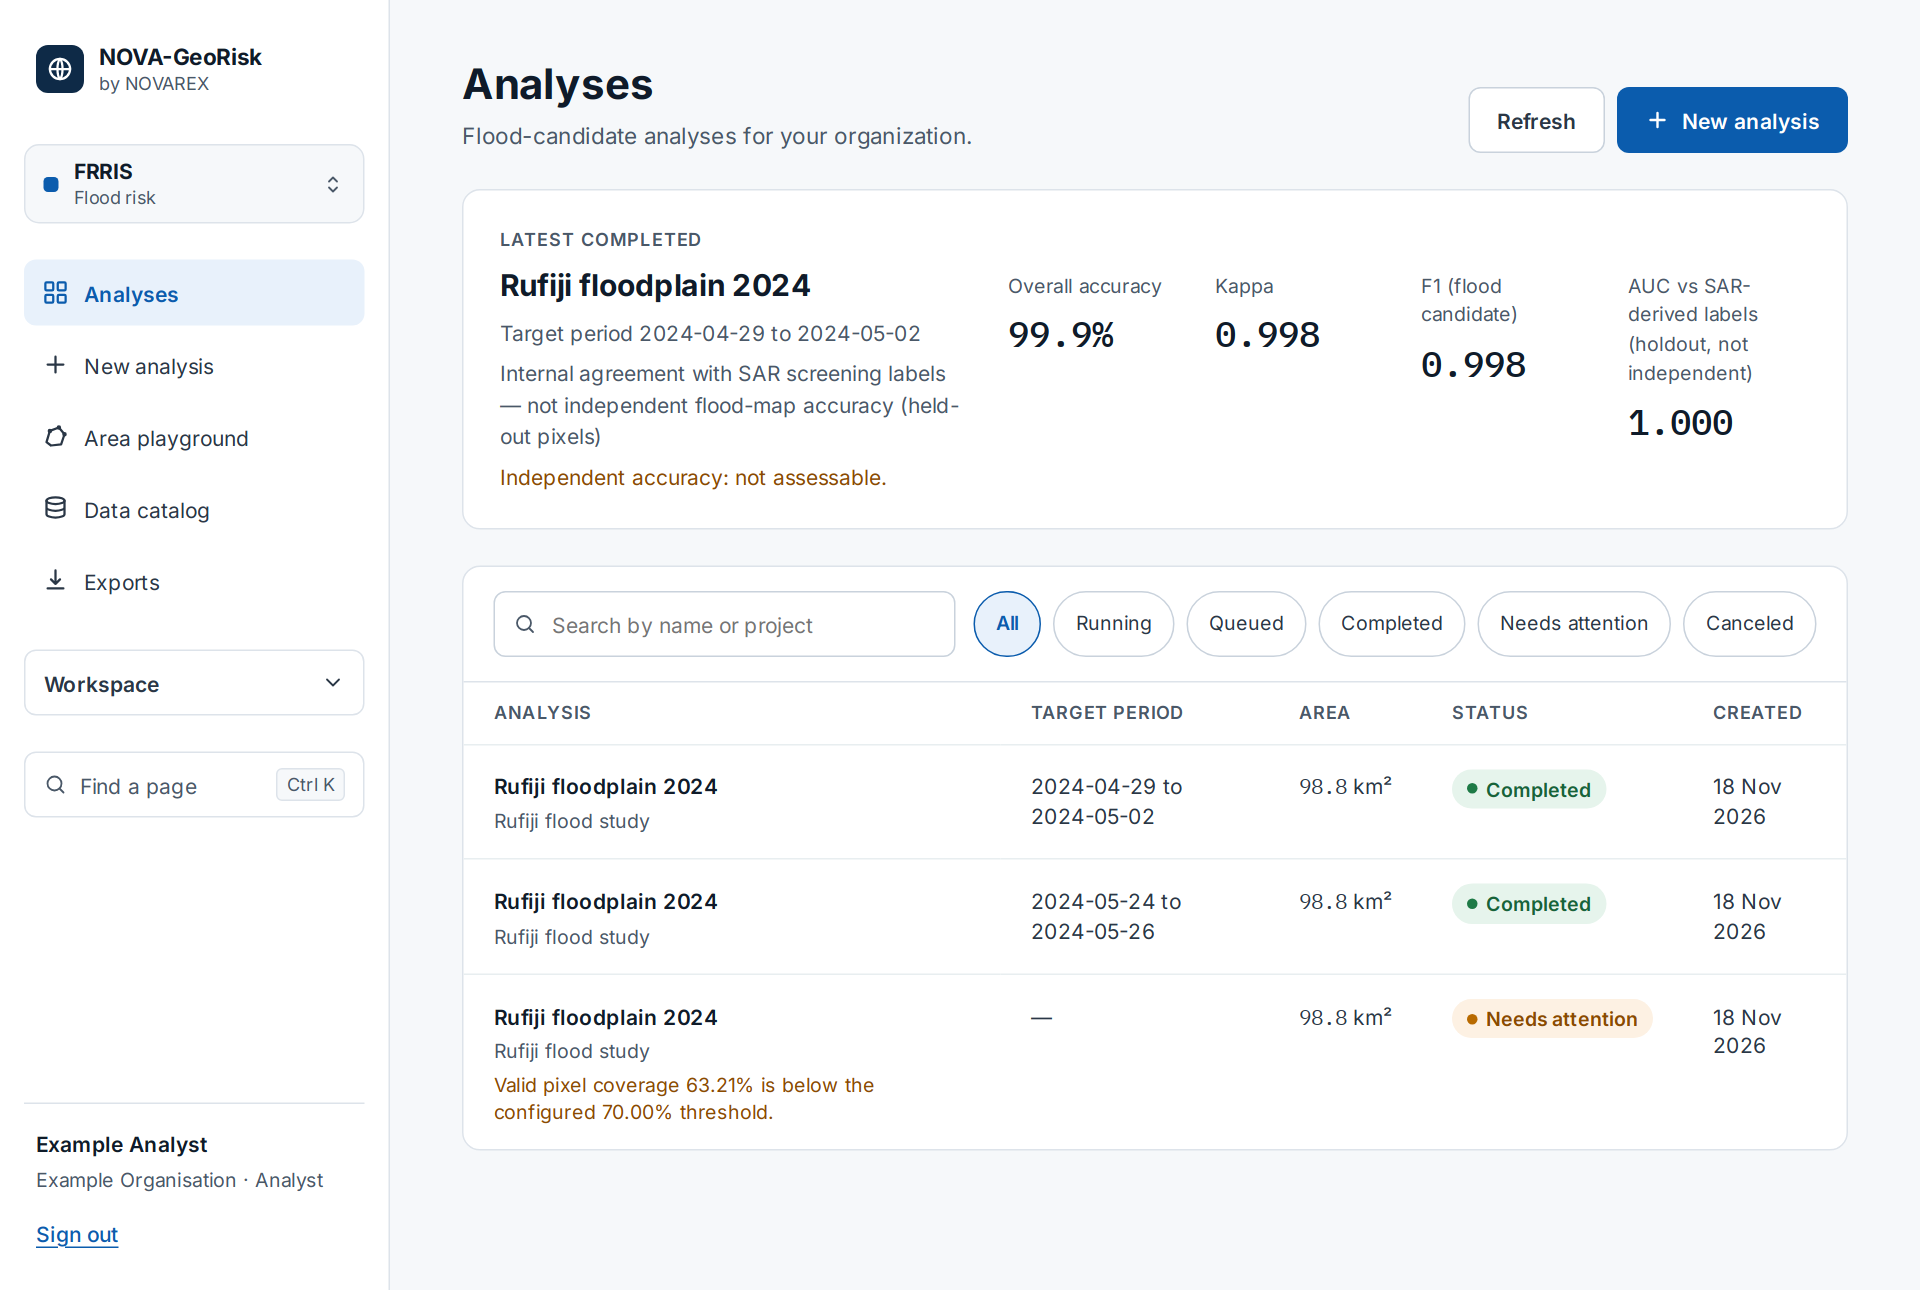 NOVA-GeoRisk
by NOVAREX
FRRIS
Flood risk
Analyses
New analysis
Area playground
Data catalog
Exports
Workspace
Find a page
Ctrl K
Example Analyst
Example Organisation · Analyst
Sign out
Analyses
Flood-candidate analyses for your organization.
Refresh
New analysis
LATEST COMPLETED
Rufiji floodplain 2024
Target period 2024-04-29 to 2024-05-02
Internal agreement with SAR screening labels
— not independent flood-map accuracy (held-
out pixels)
Independent accuracy: not assessable.
Overall accuracy
99.9%
Kappa
0.998
F1 (flood
candidate)
0.998
AUC vs SAR-
derived labels
(holdout, not
independent)
1.000
Search by name or project
All
Running
Queued
Completed
Needs attention
Canceled
ANALYSIS
TARGET PERIOD
AREA
STATUS
CREATED
Rufiji floodplain 2024
Rufiji flood study
2024-04-29 to
2024-05-02
98.8 km²
Completed
18 Nov
2026
Rufiji floodplain 2024
Rufiji flood study
2024-05-24 to
2024-05-26
98.8 km²
Completed
18 Nov
2026
Rufiji floodplain 2024
Rufiji flood study
Valid pixel coverage 63.21% is below the
configured 70.00% threshold.
—
98.8 km²
Needs attention
18 Nov
2026